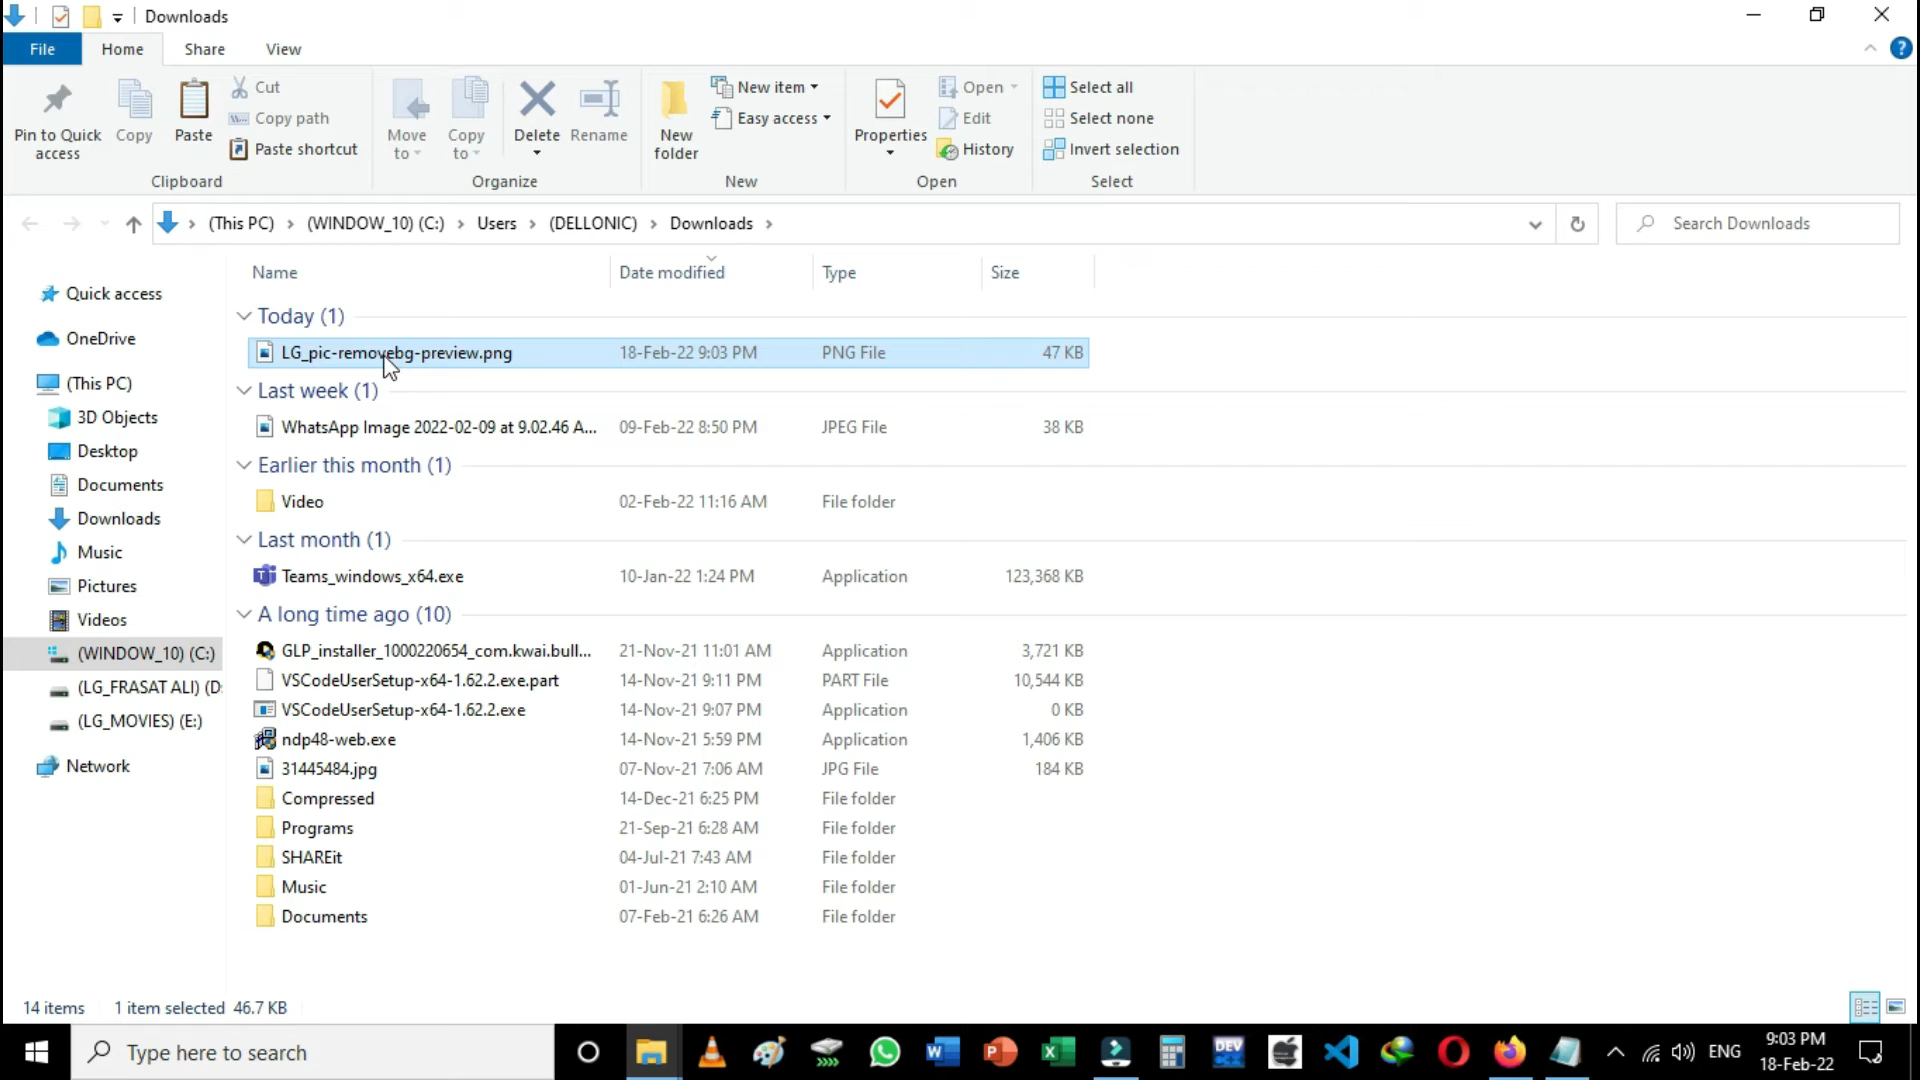 Downloads
File Home Share View
Pin to Quick access
Copy
Paste
Cut
Copy path
Paste shortcut
Clipboard
Move to
Copy to
Delete
Rename
Organize
New folder
New item
Easy access
New
Properties
Open
Edit
History
Open
Select all
Select none
Invert selection
Select
(This PC) > (WINDOW_10) (C:) > Users > (DELLONIC) > Downloads >
Search Downloads
Name Date modified Type Size
Quick access
OneDrive
(This PC)
3D Objects
Desktop
Documents
Downloads
Music
Pictures
Videos
(WINDOW_10) (C:)
(LG_FRASAT ALI) (D:
(LG_MOVIES) (E:)
Network
Today (1)
LG_pic-removebg-preview.png 18-Feb-22 9:03 PM PNG File 47 KB
Last week (1)
WhatsApp Image 2022-02-09 at 9.02.46 A... 09-Feb-22 8:50 PM JPEG File 38 KB
Earlier this month (1)
Video 02-Feb-22 11:16 AM File folder
Last month (1)
Teams_windows_x64.exe 10-Jan-22 1:24 PM Application 123,368 KB
A long time ago (10)
GLP_installer_1000220654_com.kwai.bull... 21-Nov-21 11:01 AM Application 3,721 KB
VSCodeUserSetup-x64-1.62.2.exe.part 14-Nov-21 9:11 PM PART File 10,544 KB
VSCodeUserSetup-x64-1.62.2.exe 14-Nov-21 9:07 PM Application 0 KB
ndp48-web.exe 14-Nov-21 5:59 PM Application 1,406 KB
31445484.jpg 07-Nov-21 7:06 AM JPG File 184 KB
Compressed 14-Dec-21 6:25 PM File folder
Programs 21-Sep-21 6:28 AM File folder
SHAREit 04-Jul-21 7:43 AM File folder
Music 01-Jun-21 2:10 AM File folder
Documents 07-Feb-21 6:26 AM File folder
14 items 1 item selected 46.7 KB
Type here to search
DEV
ENG
9:03 PM
18-Feb-22